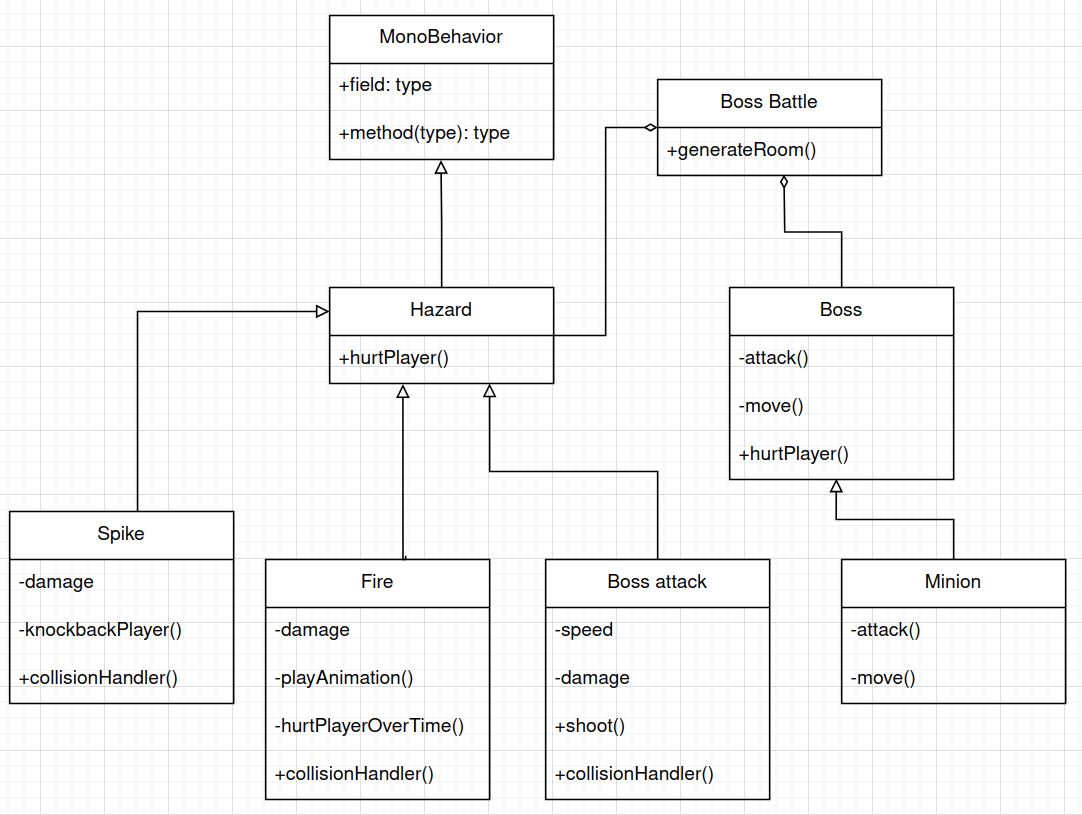 MonoBehavior
+field: type
+method(type): type
Boss Battle
+generateRoom()
Hazard
+hurtPlayer()
Boss
-attack()
-move()
+hurtPlayer()
Spike
-damage
-knockbackPlayer()
+collisionHandler()
Fire
-damage
-playAnimation()
-hurtPlayerOverTime()
+collisionHandler()
Boss attack
-speed
-damage
+shoot()
+collisionHandler()
Minion
-attack()
-move()